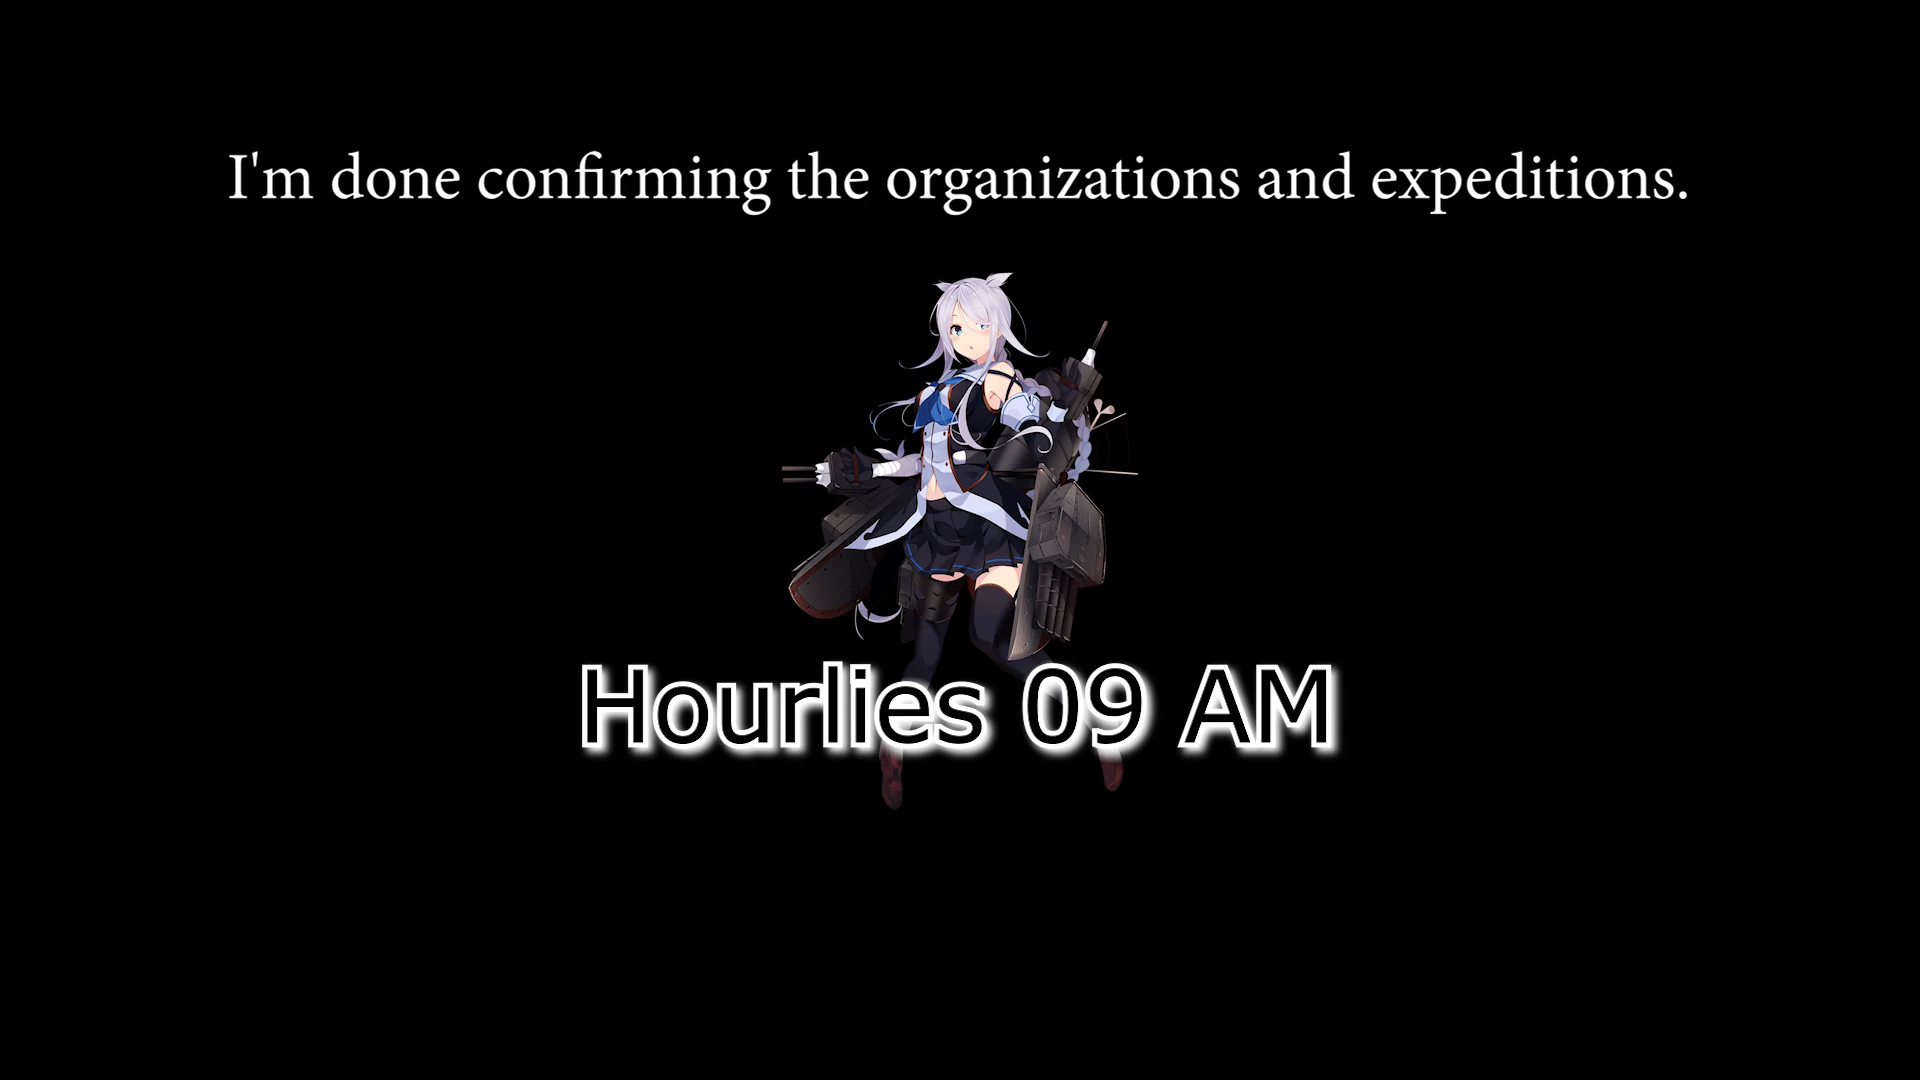 I'm done confirming the organizations and expeditions.
Hourlies 09 AM